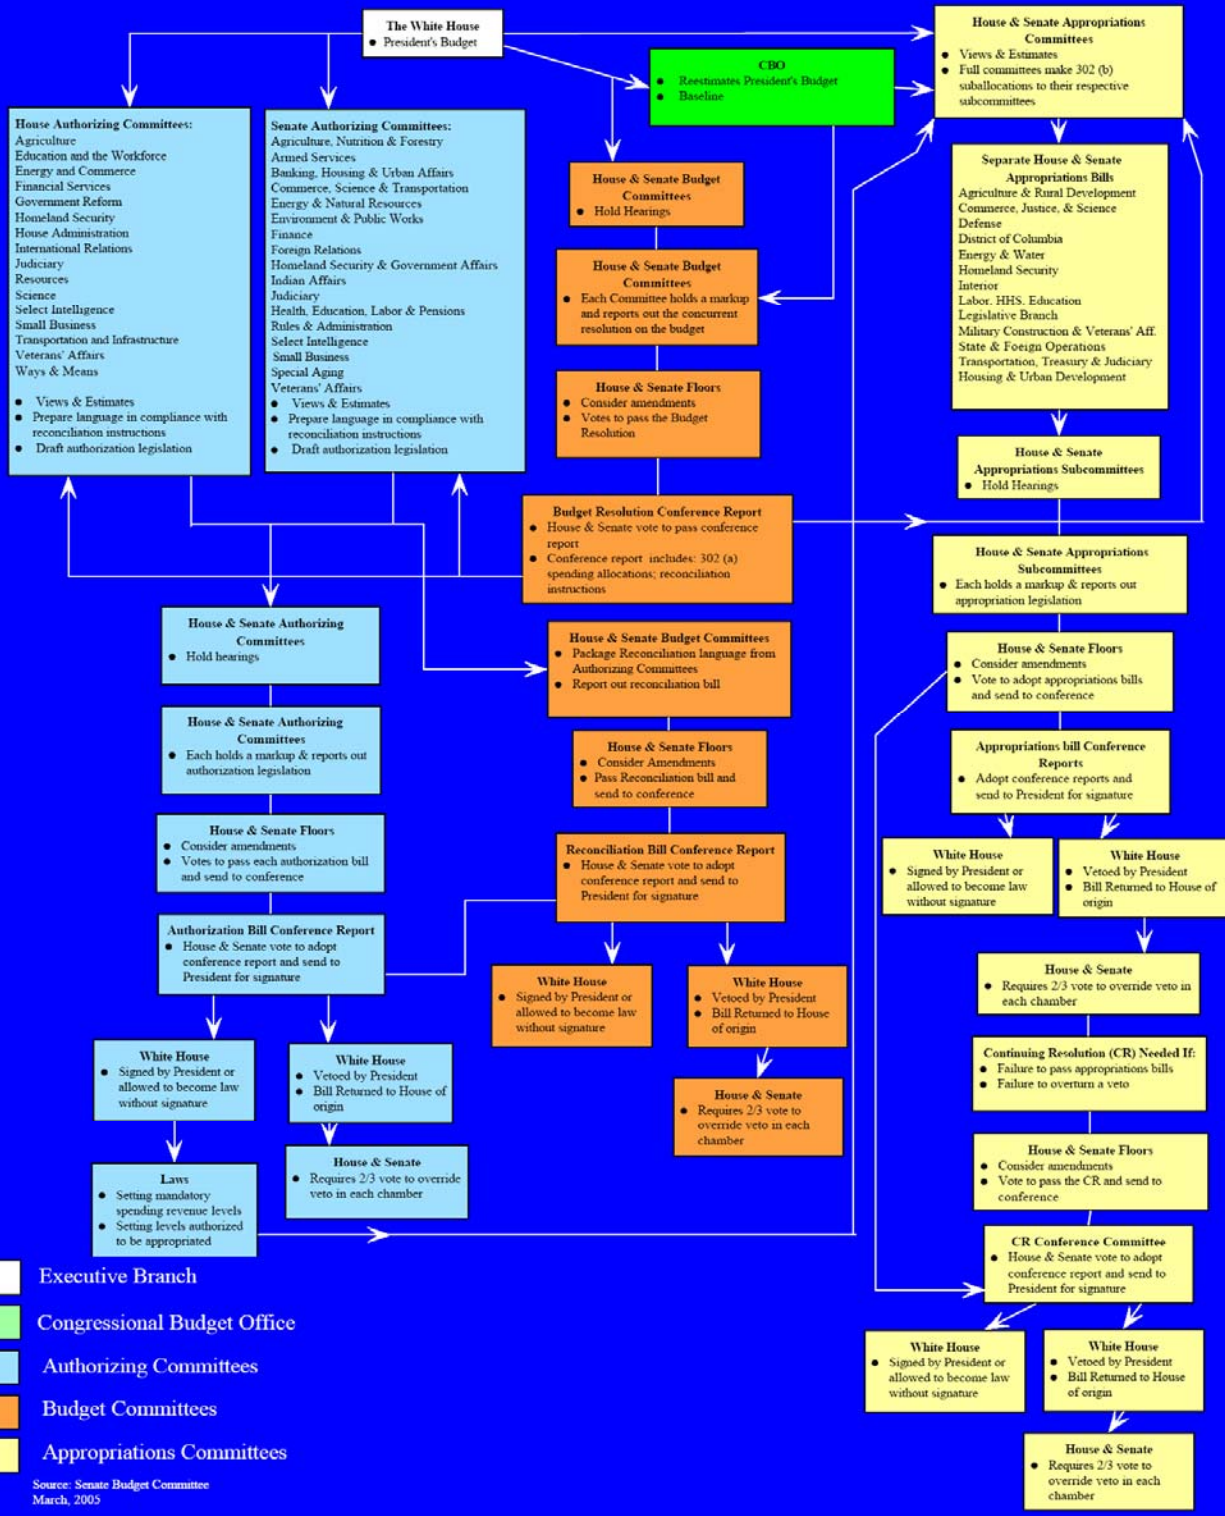 The White House
● President's Budget
House & Senate Appropriations
Committees
● Views & Estimates
● Full committees make 302 (b)
suballocations to their respective
subcommittees
CBO
● Reestimates President's Budget
● Baseline
House Authorizing Committees:
Agriculture
Education and the Workforce
Energy and Commerce
Financial Services
Government Reform
Homeland Security
House Administration
International Relations
Judiciary
Resources
Science
Select Intelligence
Small Business
Transportation and Infrastructure
Veterans' Affairs
Ways & Means
● Views & Estimates
● Prepare language in compliance with
reconciliation instructions
● Draft authorization legislation
Senate Authorizing Committees:
Agriculture, Nutrition & Forestry
Armed Services
Banking, Housing & Urban Affairs
Commerce, Science & Transportation
Energy & Natural Resources
Environment & Public Works
Finance
Foreign Relations
Homeland Security & Government Affairs
Indian Affairs
Judiciary
Health, Education, Labor & Pensions
Rules & Administration
Select Intelligence
Small Business
Special Aging
Veterans' Affairs
● Views & Estimates
● Prepare language in compliance with
reconciliation instructions
● Draft authorization legislation
House & Senate Budget
Committees
● Hold Hearings
House & Senate Budget
Committees
● Each Committee holds a markup
and reports out the concurrent
resolution on the budget
House & Senate Floors
● Consider amendments
● Votes to pass the Budget
Resolution
Budget Resolution Conference Report
● House & Senate vote to pass conference
report
● Conference report includes: 302 (a)
spending allocations; reconciliation
instructions
Separate House & Senate
Appropriations Bills
Agriculture & Rural Development
Commerce, Justice, & Science
Defense
District of Columbia
Energy & Water
Homeland Security
Interior
Labor. HHS. Education
Legislative Branch
Military Construction & Veterans' Aff.
State & Foeign Operations
Transportation, Treasury & Judiciary
Housing & Urban Development
House & Senate
Appropriations Subcommittees
● Hold Hearings
House & Senate Appropriations
Subcommittees
● Each holds a markup & reports out
appropriation legislation
House & Senate Floors
● Consider amendments
● Vote to adopt appropriations bills
and send to conference
Appropriations bill Conference
Reports
● Adopt conference reports and
send to President for signature
White House
● Signed by President or
allowed to become law
without signature
White House
● Vetoed by President
● Bill Returned to House of
origin
House & Senate
● Requires 2/3 vote to override veto in
each chamber
Continuing Resolution (CR) Needed If:
● Failure to pass appropriations bills
● Failure to overturn a veto
House & Senate Floors
● Consider amendments
● Vote to pass the CR and send to
conference
CR Conference Committee
● House & Senate vote to adopt
conference report and send to
President for signature
White House
● Signed by President or
allowed to become law
without signature
White House
● Vetoed by President
● Bill Returned to House
of origin
House & Senate
● Requires 2/3 vote to
override veto in each
chamber
House & Senate Authorizing
Committees
● Hold hearings
House & Senate Authorizing
Committees
● Each holds a markup & reports out
authorization legislation
House & Senate Floors
● Consider amendments
● Votes to pass each authorization bill
and send to conference
Authorization Bill Conference Report
● House & Senate vote to adopt
conference report and send to
President for signature
White House
● Signed by President or
allowed to become law
without signature
White House
● Vetoed by President
● Bill Returned to House of
origin
Laws
● Setting mandatory
spending revenue levels
● Setting levels authorized
to be appropriated
House & Senate
● Requires 2/3 vote to override
veto in each chamber
House & Senate Budget Committees
● Package Reconciliation language from
Authorizing Committees
● Report out reconciliation bill
House & Senate Floors
● Consider Amendments
● Pass Reconciliation bill and
send to conference
Reconciliation Bill Conference Report
● House & Senate vote to adopt
conference report and send to
President for signature
White House
● Signed by President or
allowed to become law
without signature
White House
● Vetoed by President
● Bill Returned to House
of origin
House & Senate
● Requires 2/3 vote to
override veto in each
chamber
Executive Branch
Congressional Budget Office
Authorizing Committees
Budget Committees
Appropriations Committees
Source: Senate Budget Committee
March, 2005